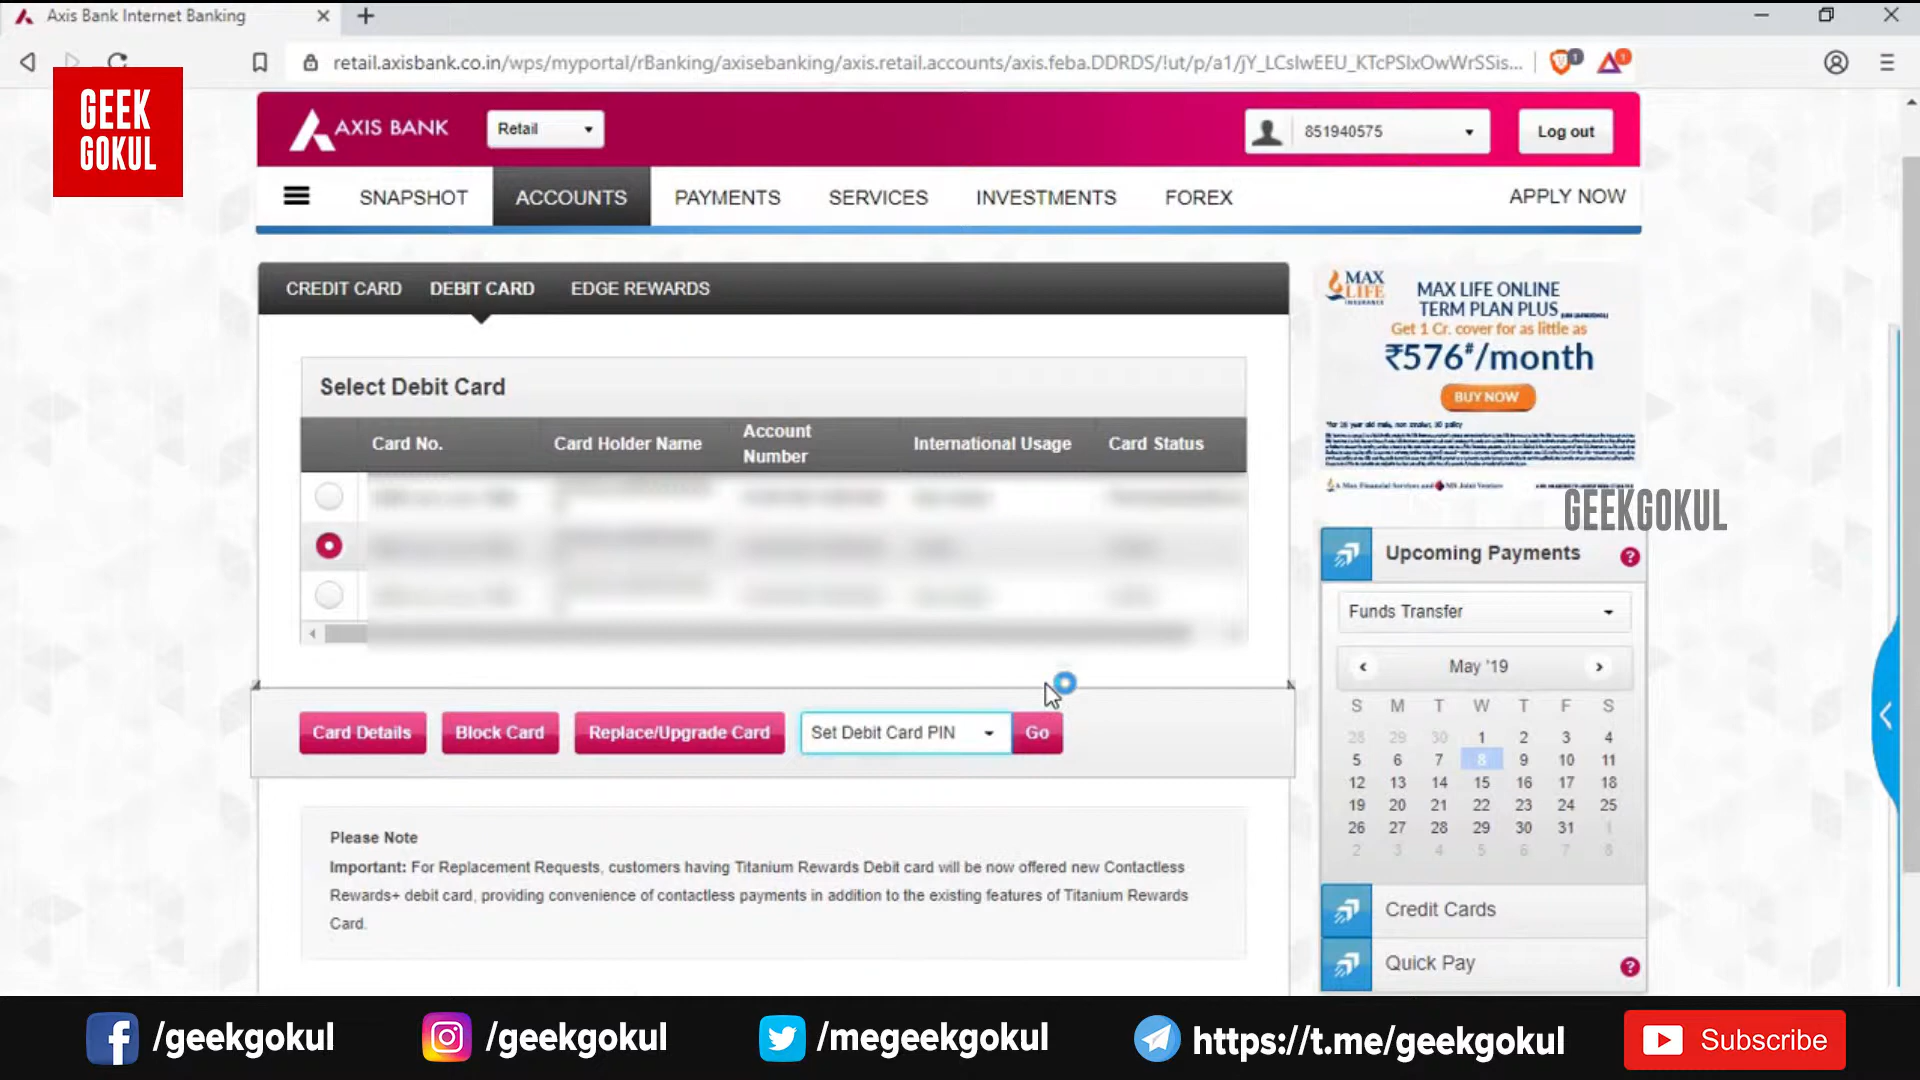 Axis Bank Internet Banking
retail.axisbank.co.in/wps/myportal/rBanking/axisebanking/axis.retail.accounts/axis.feba.DDRDS/!ut/p/a1/jY_LCsIwEEU_KTcPSIxOwWrSSis...
1
1
GEEK
GOKUL
AXIS BANK
Retail
851940575
Log out
SNAPSHOT
ACCOUNTS
PAYMENTS
SERVICES
INVESTMENTS
FOREX
APPLY NOW
CREDIT CARD
DEBIT CARD
EDGE REWARDS
Select Debit Card
Card No.
Card Holder Name
Account
Number
International Usage
Card Status
Card Details
Block Card
Replace/Upgrade Card
Set Debit Card PIN
Go
Please Note
Important: For Replacement Requests, customers having Titanium Rewards Debit card will be now offered new Contactless
Rewards+ debit card, providing convenience of contactless payments in addition to the existing features of Titanium Rewards
Card.
MAX
LIFE
INSURANCE
MAX LIFE ONLINE
TERM PLAN PLUS
Get 1 Cr. cover for as little as
₹576#/month
BUY NOW
GEEKGOKUL
Upcoming Payments
?
Funds Transfer
May '19
S M T W T F S
28 29 30 1 2 3 4
5 6 7 8 9 10 11
12 13 14 15 16 17 18
19 20 21 22 23 24 25
26 27 28 29 30 31 1
2 3 4 5 6 7 8
Credit Cards
Quick Pay
?
/geekgokul
/geekgokul
/megeekgokul
https://t.me/geekgokul
Subscribe